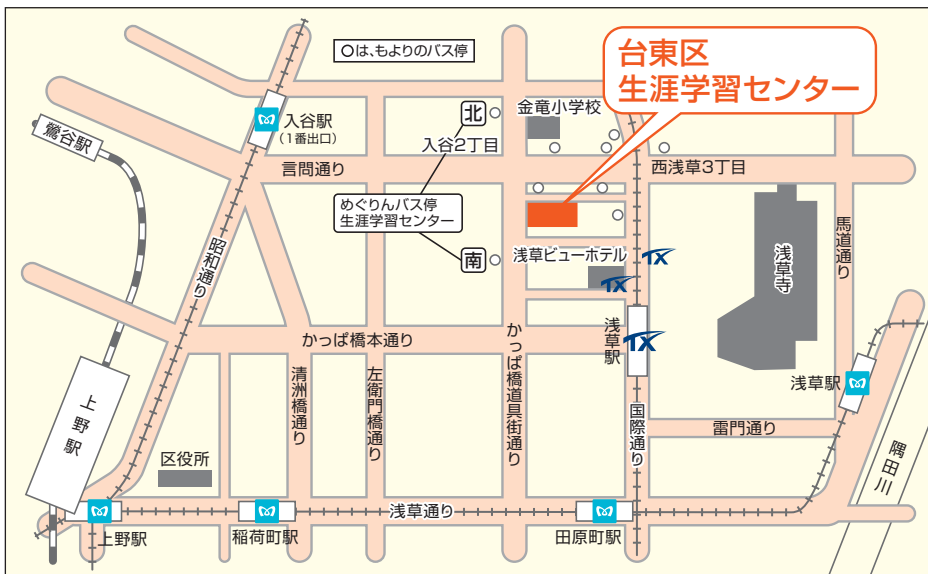 ○は、もよりのバス停
台東区
生涯学習センター
北
金竜小学校
入谷駅
(1番出口)
入谷2丁目
鶯谷駅
言問通り
西浅草3丁目
めぐりんバス停
生涯学習センター
南
浅草ビューホテル
TX
TX
昭和通り
馬道通り
浅草寺
かっぱ橋本通り
かっぱ橋道具街通り
浅草駅
TX
清洲橋通り
左衛門橋通り
国際通り
浅草駅
上野駅
雷門通り
区役所
隅田川
浅草通り
上野駅
稲荷町駅
田原町駅